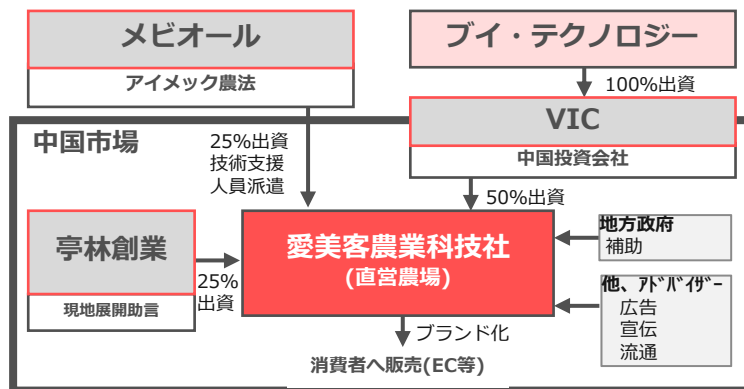 メビオール
アイメック農法
ブイ・テクノロジー
100%出資
中国市場
VIC
中国投資会社
25%出資
技術支援
人員派遣
50%出資
亭林創業
現地展開助言
25%
出資
愛美客農業科技社
(直営農場)
地方政府
補助
他、ｱﾄﾞﾊﾞｲｻﾞｰ
広告
宣伝
流通
ブランド化
消費者へ販売(EC等)